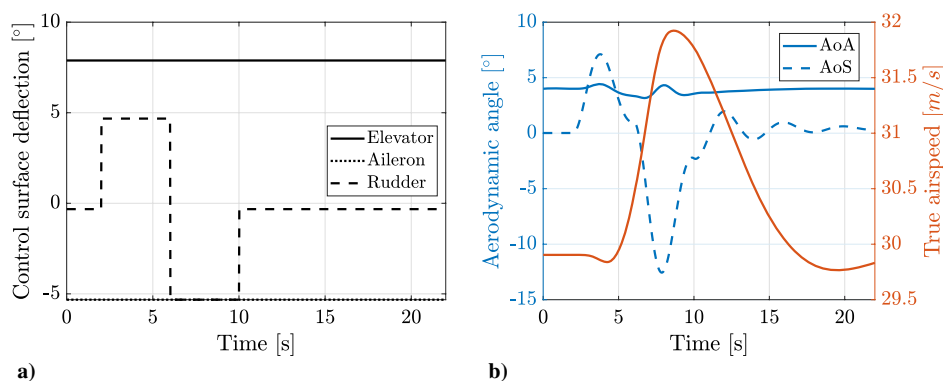 10
5
0
-5
0 5 10 15 20
Control surface deflection [°]
Time [s]
Elevator
Aileron
Rudder
a)
10
5
0
-5
-10
-15
0 5 10 15 20
Aerodynamic angle [°]
Time [s]
AoA
AoS
32
31.5
31
30.5
30
29.5
True airspeed [m/s]
b)